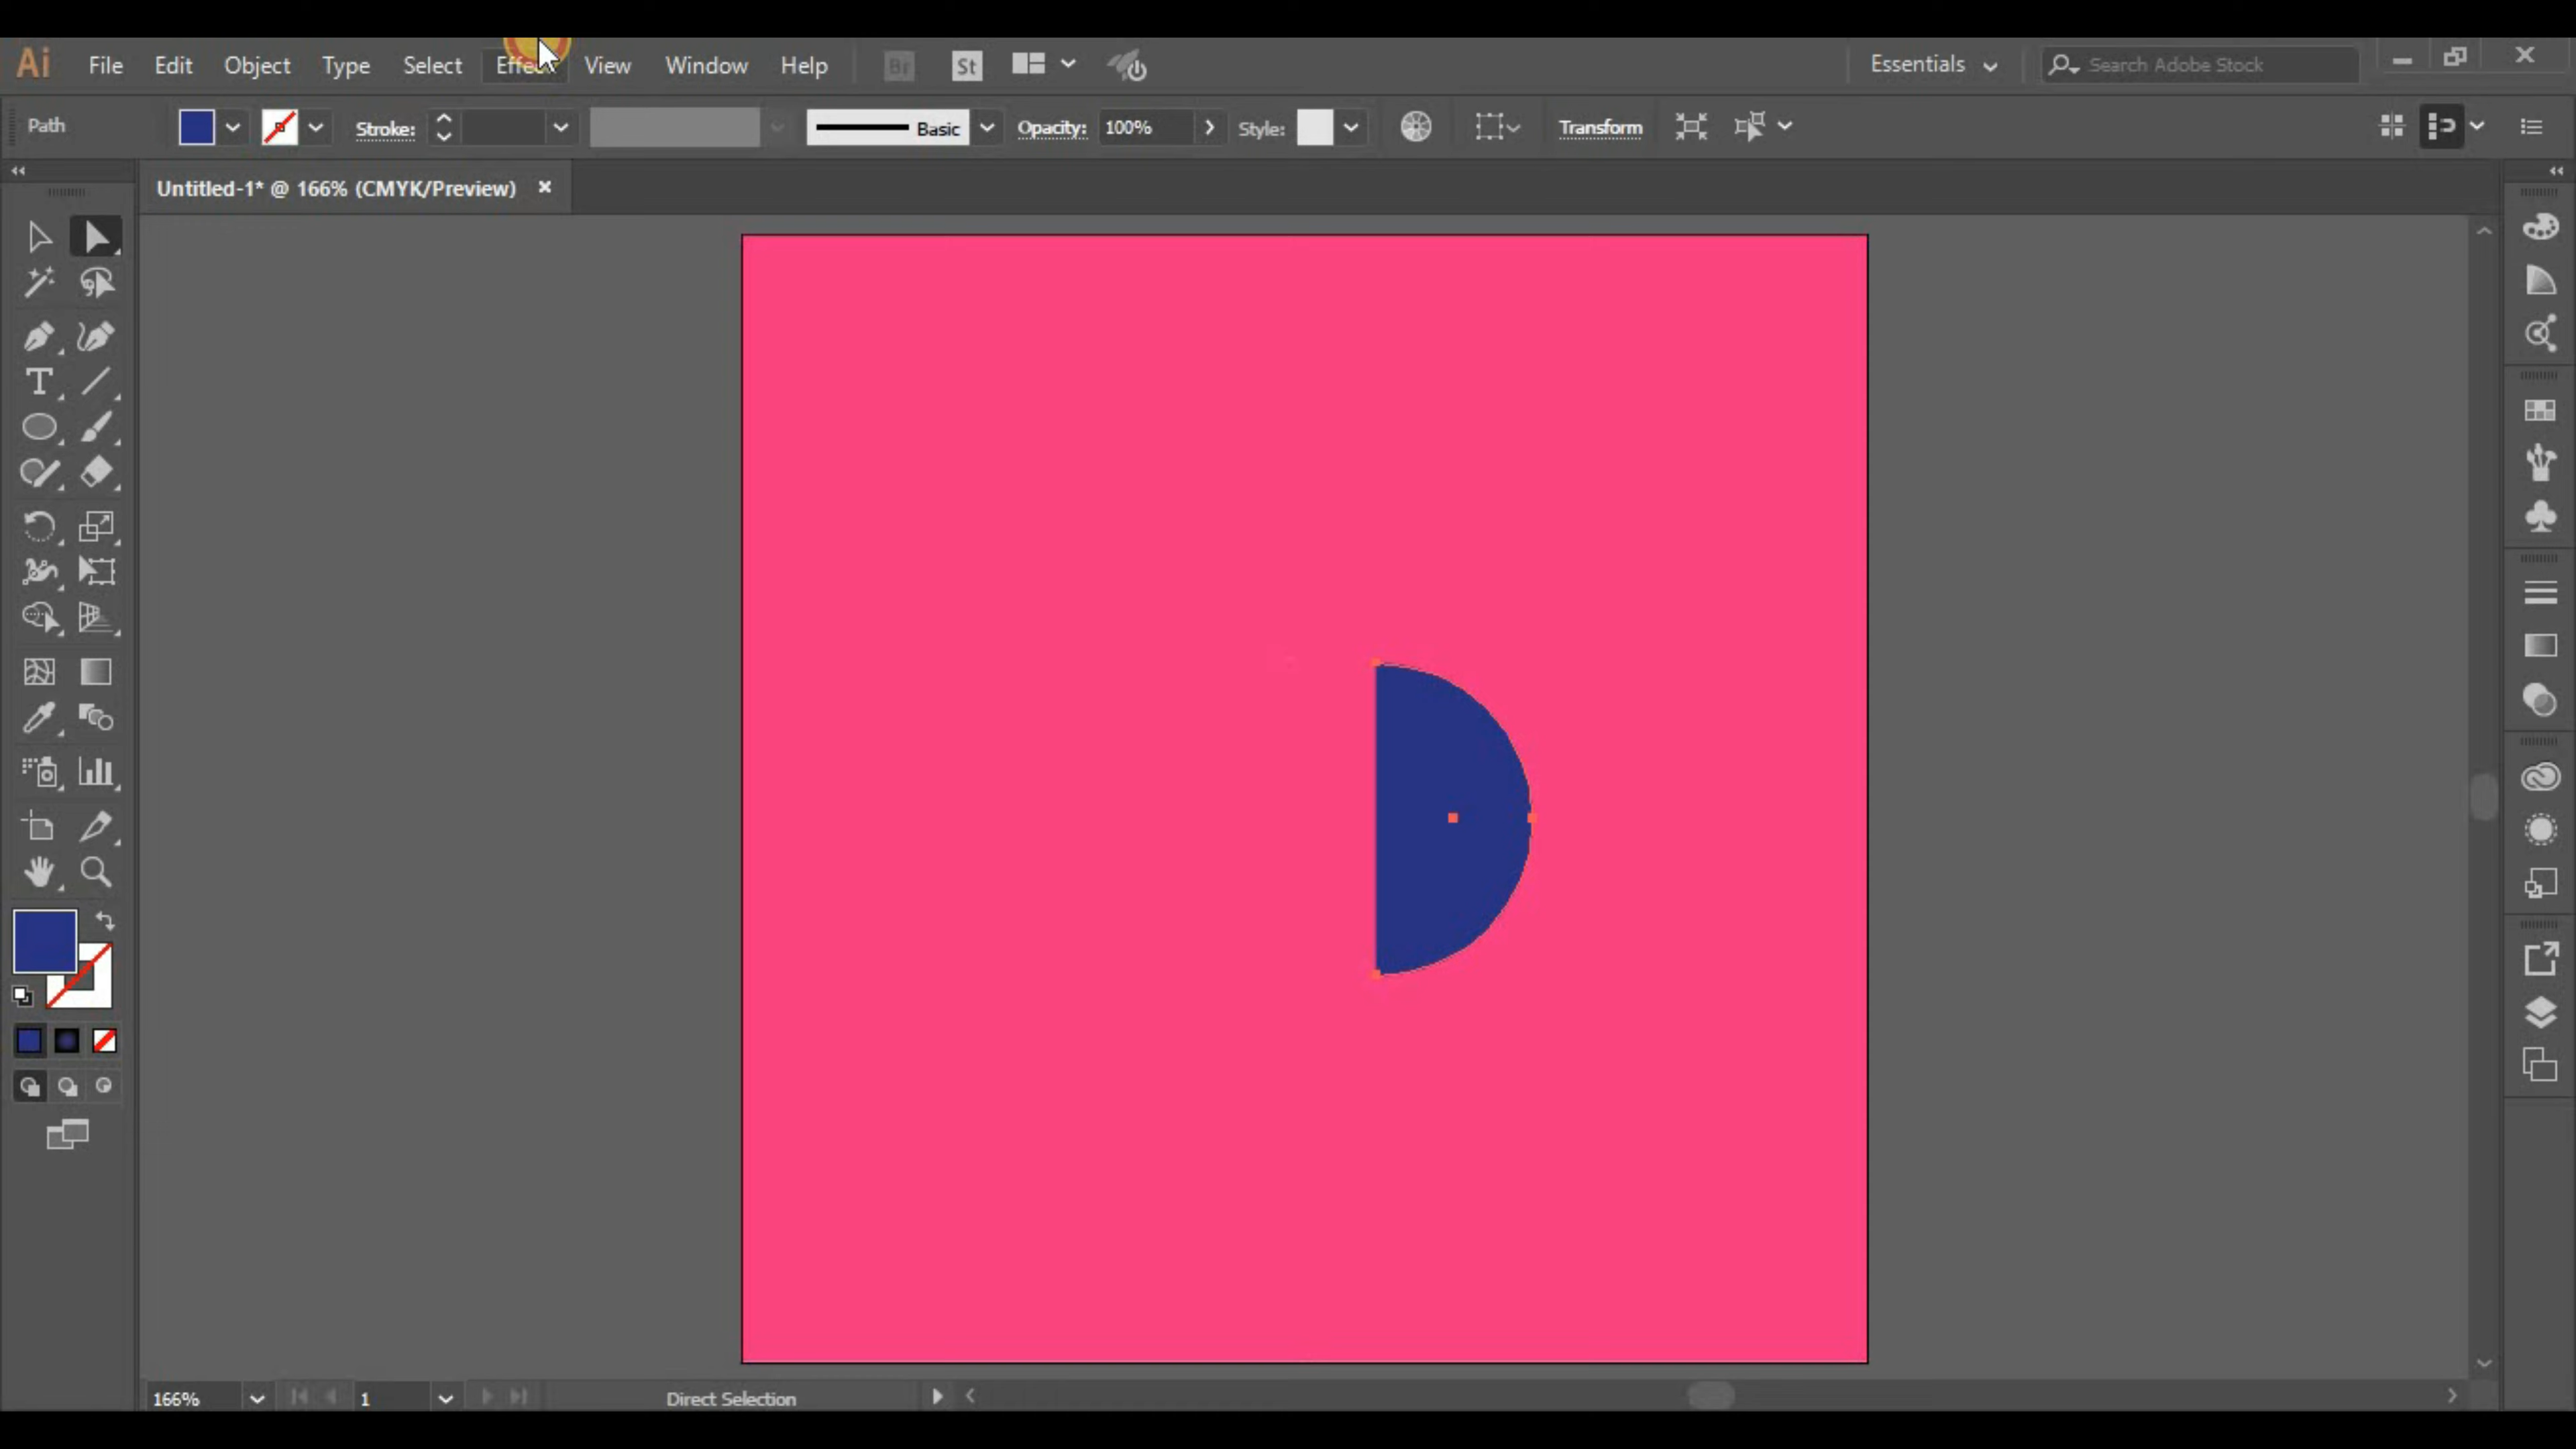 Ai File Edit Object Type Select Effect View Window Help Br St Essentials Search Adobe Stock
Path Stroke: Basic Opacity: 100% Style: Transform
Untitled-1* @ 166% (CMYK/Preview)
166% 1 Direct Selection